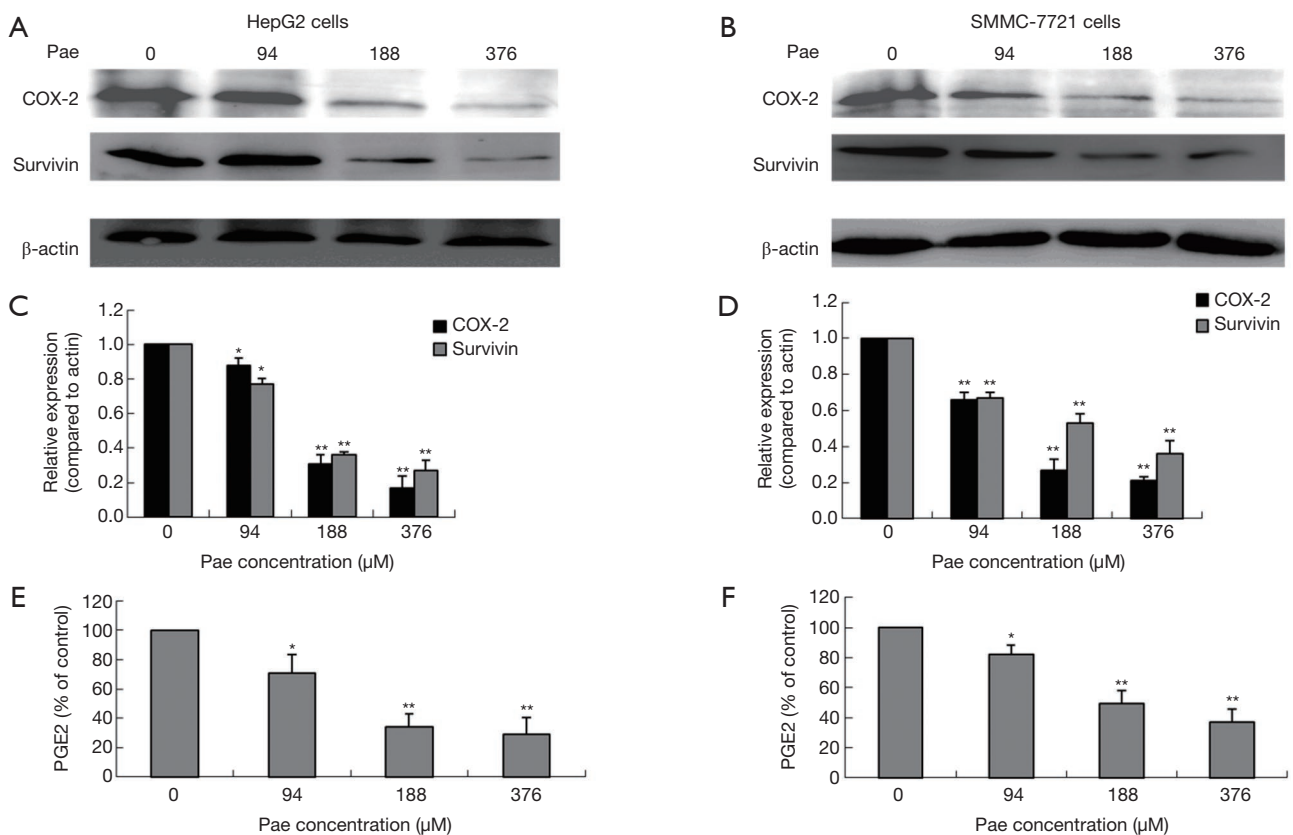 A
HepG2 cells
Pae 0 94 188 376
COX-2
Survivin
β-actin
B
SMMC-7721 cells
Pae 0 94 188 376
COX-2
Survivin
β-actin
C
Relative expression
(compared to actin)
1.2
1.0
0.8
0.6
0.4
0.2
0.0
* *
** **
** **
COX-2
Survivin
0 94 188 376
Pae concentration (µM)
D
Relative expression
(compared to actin)
1.2
1.0
0.8
0.6
0.4
0.2
0.0
** **
** **
** **
COX-2
Survivin
0 94 188 376
Pae concentration (µM)
E
PGE2 (% of control)
120
100
80
60
40
20
0
*
**
**
0 94 188 376
Pae concentration (µM)
F
PGE2 (% of control)
120
100
80
60
40
20
0
*
**
**
0 94 188 376
Pae concentration (µM)